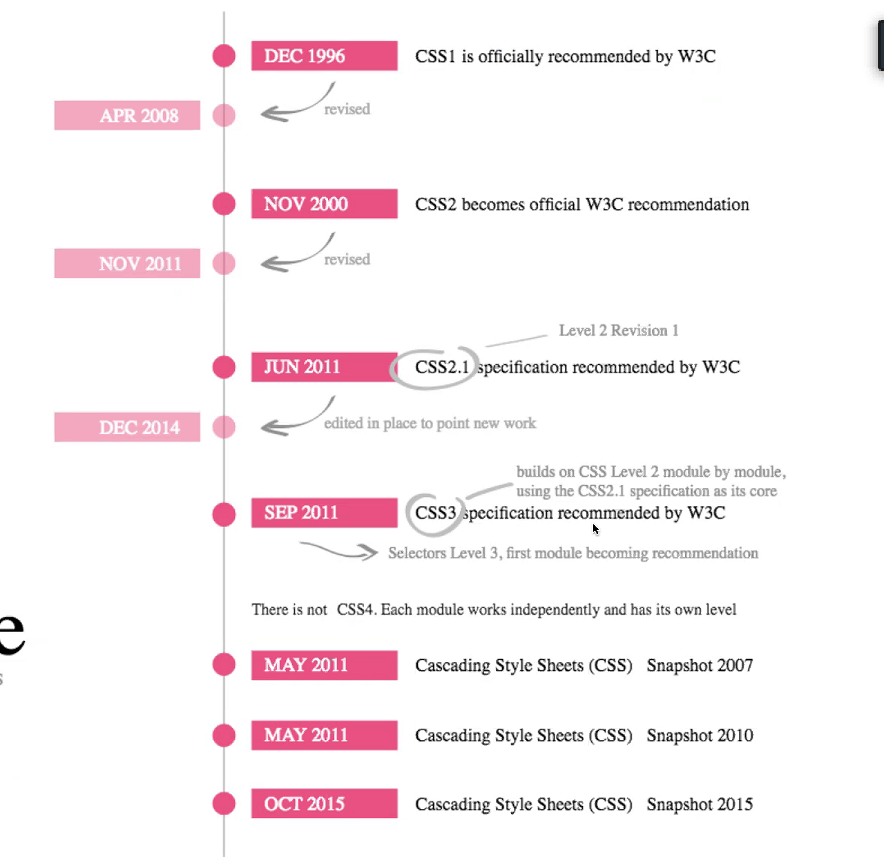 DEC 1996 CSS1 is officially recommended by W3C
revised
APR 2008
NOV 2000 CSS2 becomes official W3C recommendation
revised
NOV 2011
Level 2 Revision 1
JUN 2011 CSS2.1 specification recommended by W3C
edited in place to point new work
DEC 2014
builds on CSS Level 2 module by module,
using the CSS2.1 specification as its core
SEP 2011 CSS3 specification recommended by W3C
Selectors Level 3, first module becoming recommendation
There is not CSS4. Each module works independently and has its own level
e
s
MAY 2011 Cascading Style Sheets (CSS) Snapshot 2007
MAY 2011 Cascading Style Sheets (CSS) Snapshot 2010
OCT 2015 Cascading Style Sheets (CSS) Snapshot 2015